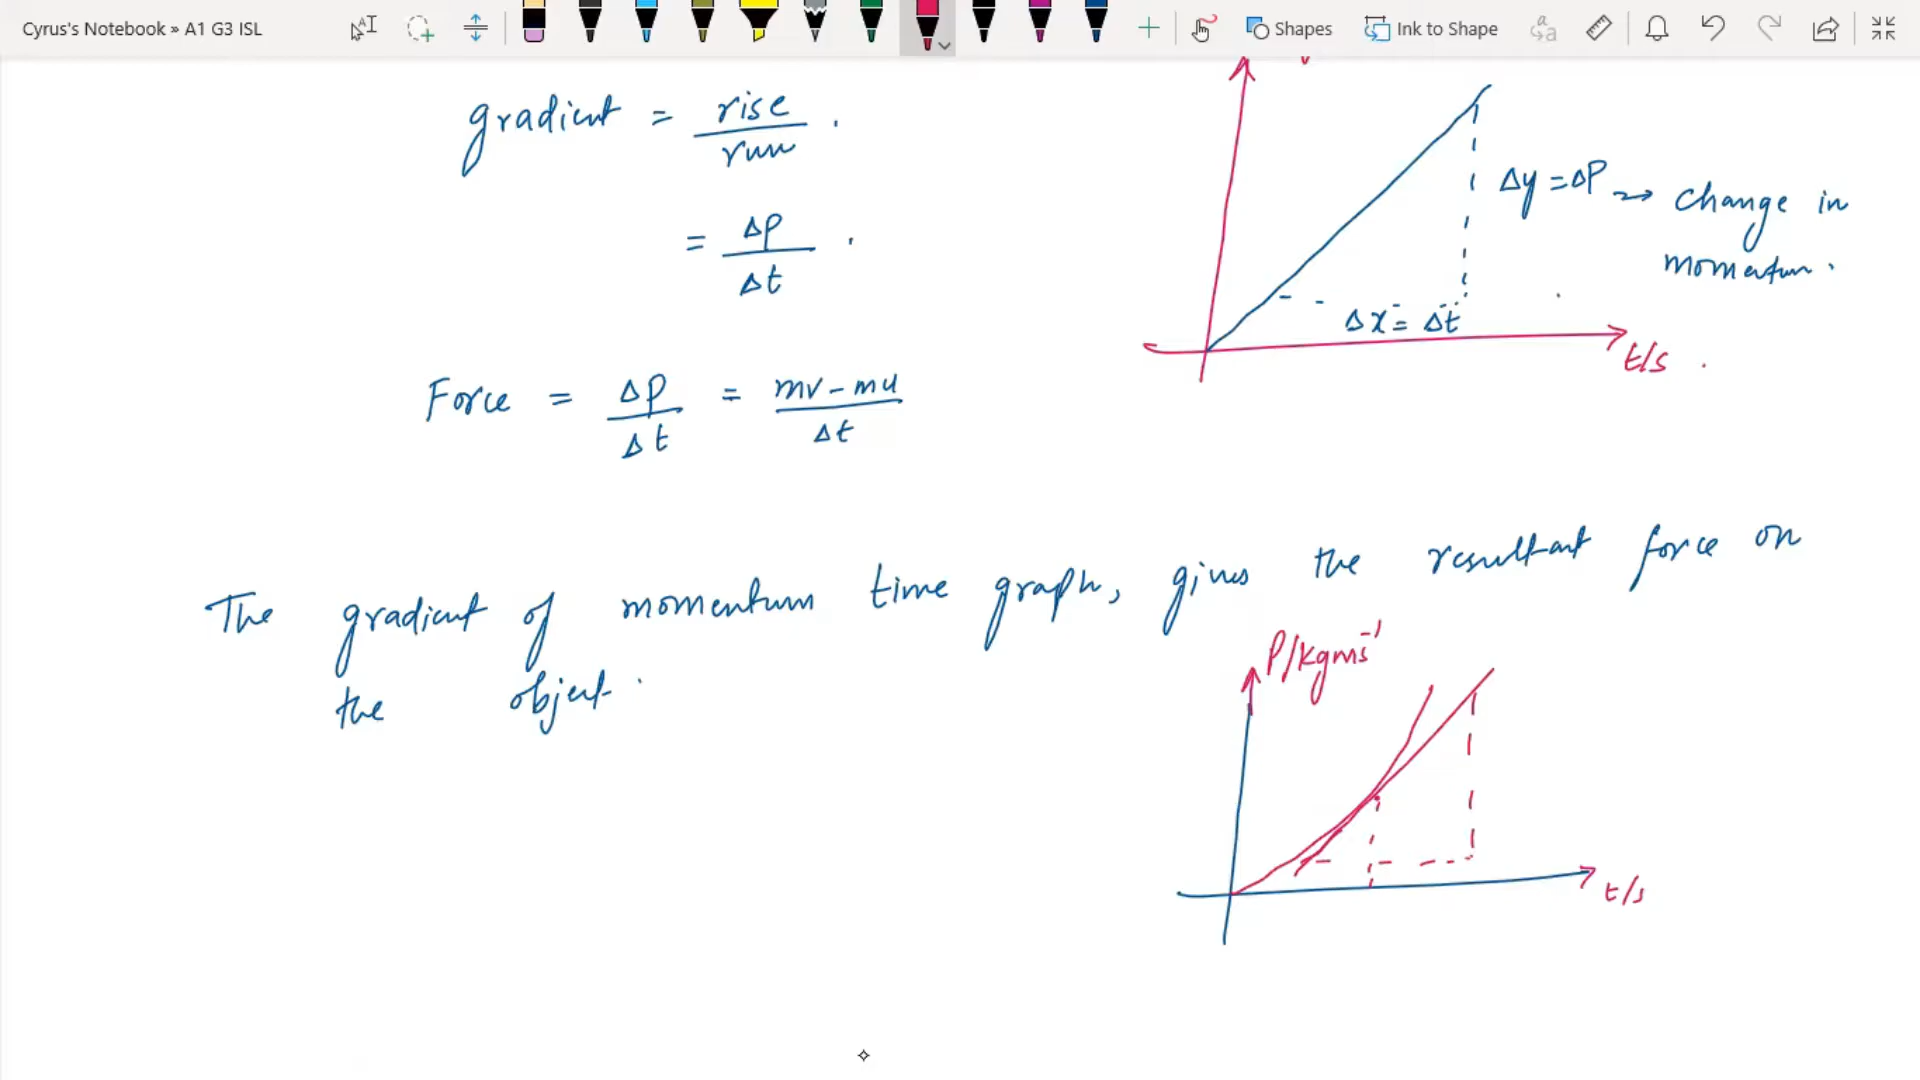 Cyrus's Notebook » A1 G3 ISL
Shapes
Ink to Shape
gradient = rise / run .
= Δp / Δt .
Δy = ΔP → change in
momentum .
Δx = Δt
t/s .
Force = Δp / Δt = mv - mu / Δt
The gradient of momentum time graph, gives the resultant force on
the object .
P/kgms⁻¹
t/s